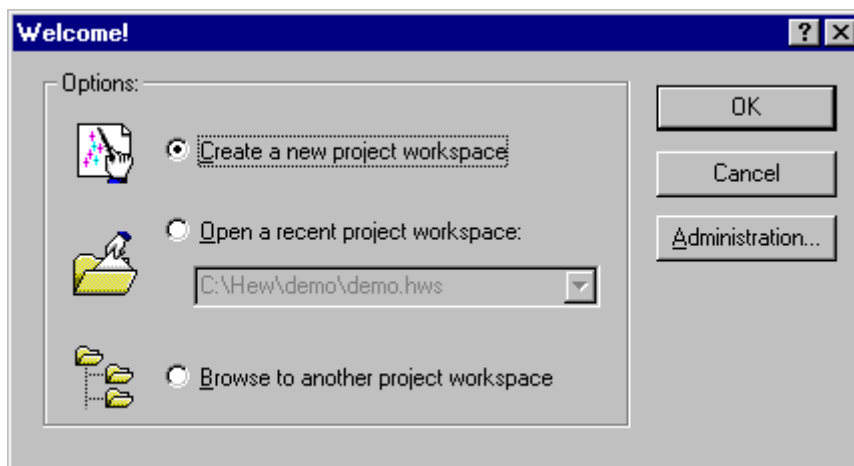 Welcome!
Options:
Create a new project workspace
Open a recent project workspace:
C:\Hew\demo\demo.hws
Browse to another project workspace
OK
Cancel
Administration...